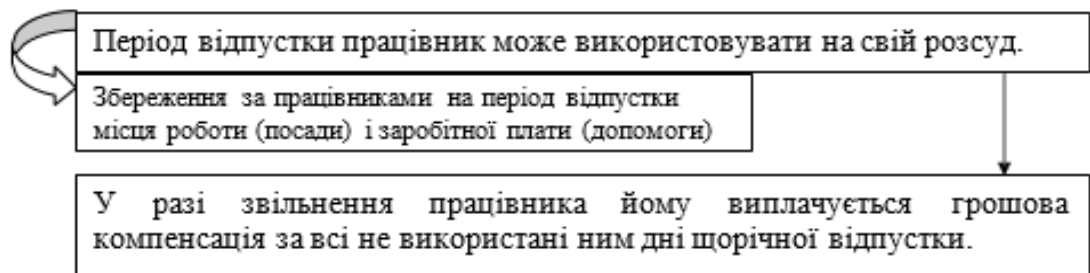 Період відпустки працівник може використовувати на свій розсуд.
Збереження за працівниками на період відпустки
місця роботи (посади) і заробітної плати (допомоги)
У разі звільнення працівника йому виплачується грошова
компенсація за всі не використані ним дні щорічної відпустки.